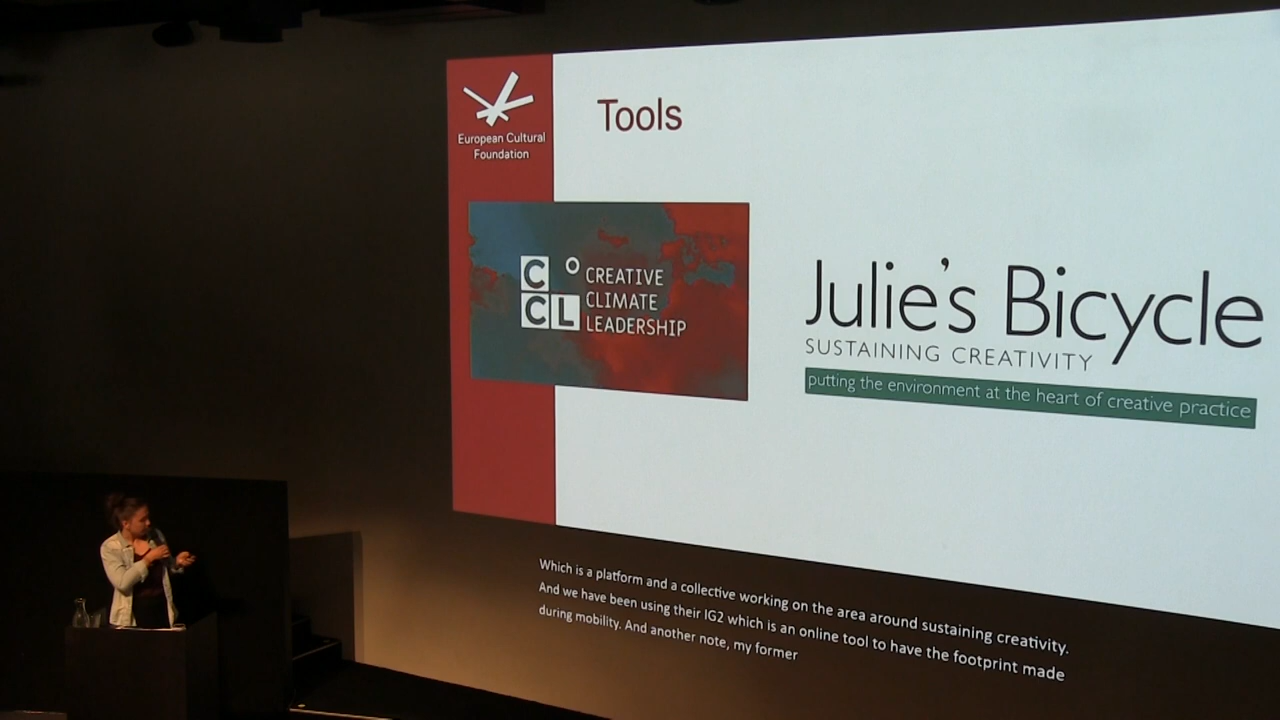 European Cultural
Foundation
Tools
C
CL
CREATIVE
CLIMATE
LEADERSHIP
Julie's Bicycle
SUSTAINING CREATIVITY
putting the environment at the heart of creative practice
Which is a platform and a collective working on the area around sustaining creativity.
And we have been using their IG2 which is an online tool to have the footprint made
during mobility. And another note, my former